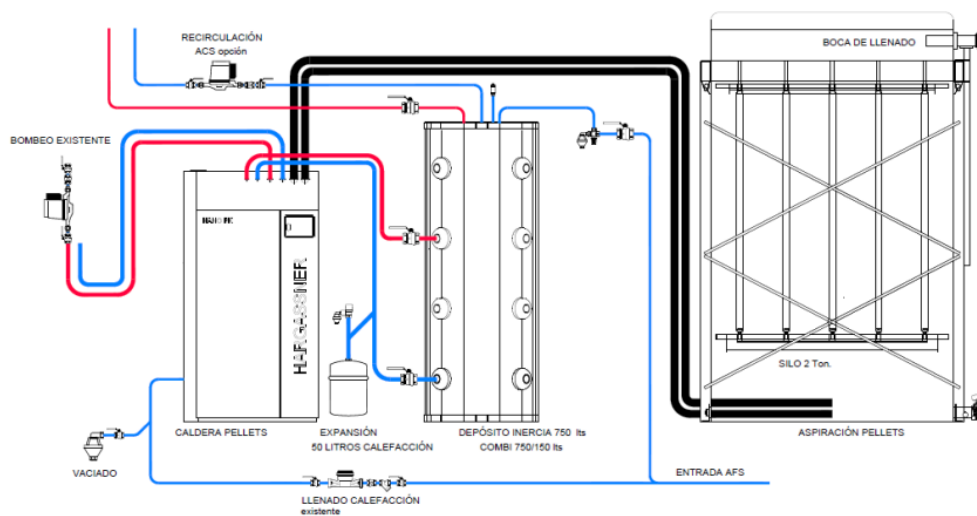 RECIRCULACIÓN
ACS opción
BOCA DE LLENADO
BOMBEO EXISTENTE
HARGASSNER
SILO 2 Ton.
CALDERA PELLETS
EXPANSIÓN
50 LITROS CALEFACCIÓN
DEPÓSITO INERCIA 750 lts
COMBI 750/150 lts
ASPIRACIÓN PELLETS
VACIADO
ENTRADA AFS
LLENADO CALEFACCIÓN
existente